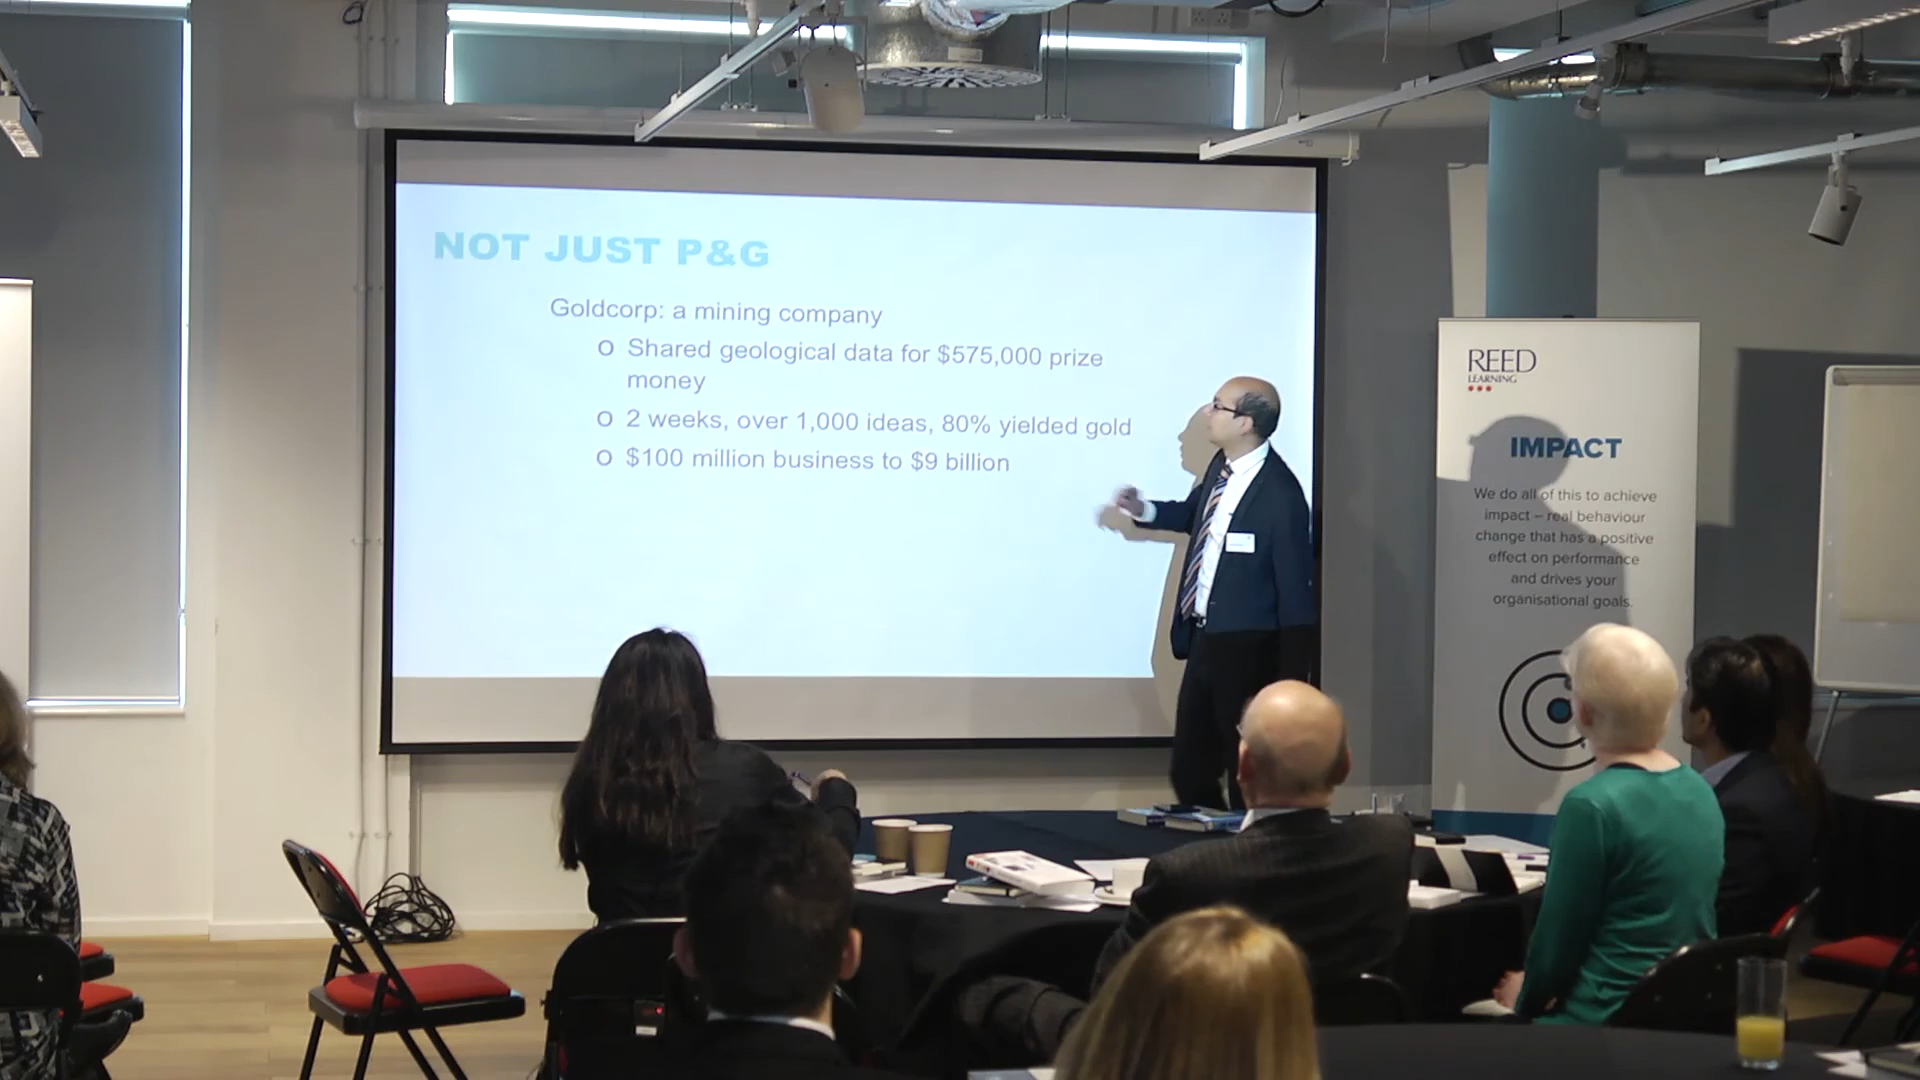 NOT JUST P&G
Goldcorp: a mining company
o Shared geological data for $575,000 prize
money
o 2 weeks, over 1,000 ideas, 80% yielded gold
o $100 million business to $9 billion
REED
LEARNING
IMPACT
We do all of this to achieve
impact – real behaviour
change that has a positive
effect on performance
and drives your
organisational goals.